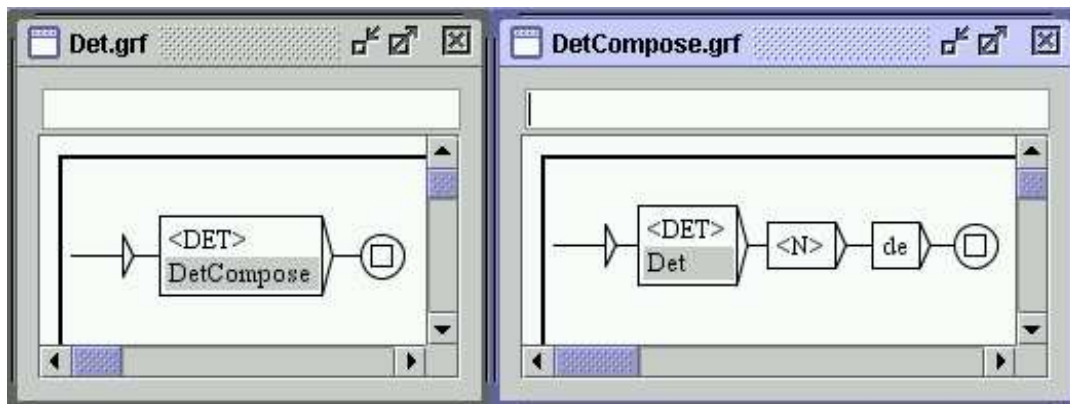 Det.grf
<DET>
DetCompose
DetCompose.grf
<DET>
Det
<N>
de